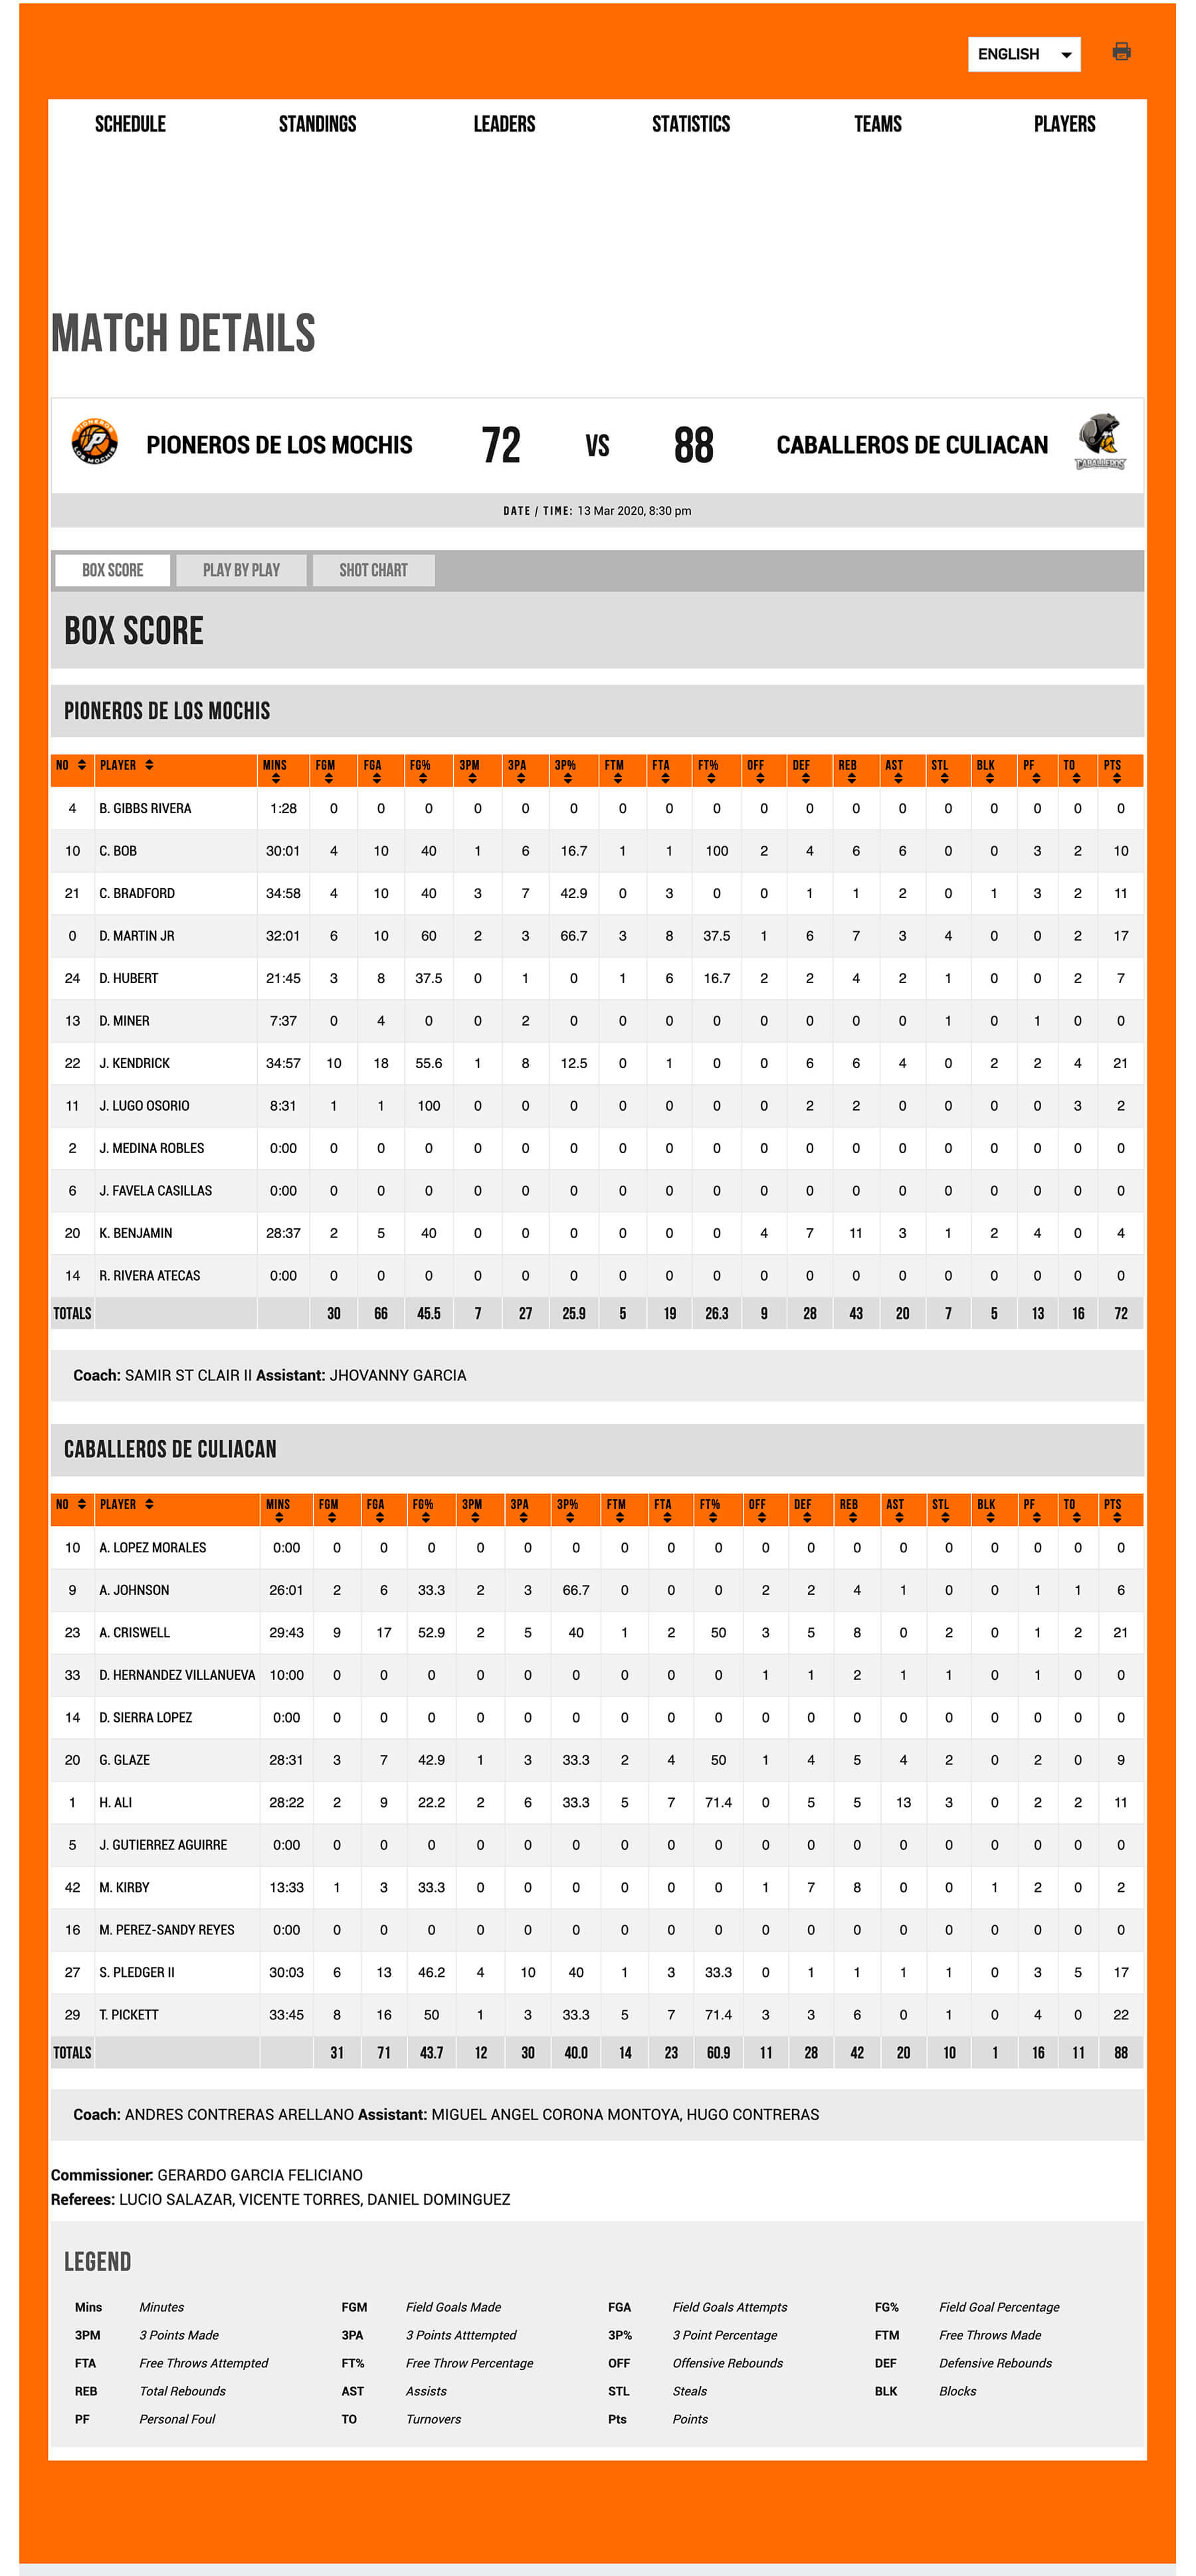 ENGLISH
SCHEDULE STANDINGS LEADERS STATISTICS TEAMS PLAYERS
MATCH DETAILS
PIONEROS
P
LOS MOCHIS
PIONEROS DE LOS MOCHIS 72 VS 88 CABALLEROS DE CULIACAN
CABALLEROS
DATE / TIME: 13 Mar 2020, 8:30 pm
BOX SCORE PLAY BY PLAY SHOT CHART
BOX SCORE
PIONEROS DE LOS MOCHIS
NO PLAYER MINS FGM FGA FG% 3PM 3PA 3P% FTM FTA FT% OFF DEF REB AST STL BLK PF TO PTS
4 B. GIBBS RIVERA 1:28 0 0 0 0 0 0 0 0 0 0 0 0 0 0 0 0 0 0
10 C. BOB 30:01 4 10 40 1 6 16.7 1 1 100 2 4 6 6 0 0 3 2 10
21 C. BRADFORD 34:58 4 10 40 3 7 42.9 0 3 0 0 1 1 2 0 1 3 2 11
0 D. MARTIN JR 32:01 6 10 60 2 3 66.7 3 8 37.5 1 6 7 3 4 0 0 2 17
24 D. HUBERT 21:45 3 8 37.5 0 1 0 1 6 16.7 2 2 4 2 1 0 0 2 7
13 D. MINER 7:37 0 4 0 0 2 0 0 0 0 0 0 0 0 1 0 1 0 0
22 J. KENDRICK 34:57 10 18 55.6 1 8 12.5 0 1 0 0 6 6 4 0 2 2 4 21
11 J. LUGO OSORIO 8:31 1 1 100 0 0 0 0 0 0 0 2 2 0 0 0 0 3 2
2 J. MEDINA ROBLES 0:00 0 0 0 0 0 0 0 0 0 0 0 0 0 0 0 0 0 0
6 J. FAVELA CASILLAS 0:00 0 0 0 0 0 0 0 0 0 0 0 0 0 0 0 0 0 0
20 K. BENJAMIN 28:37 2 5 40 0 0 0 0 0 0 4 7 11 3 1 2 4 0 4
14 R. RIVERA ATECAS 0:00 0 0 0 0 0 0 0 0 0 0 0 0 0 0 0 0 0 0
TOTALS 30 66 45.5 7 27 25.9 5 19 26.3 9 28 43 20 7 5 13 16 72
Coach: SAMIR ST CLAIR II Assistant: JHOVANNY GARCIA
CABALLEROS DE CULIACAN
NO PLAYER MINS FGM FGA FG% 3PM 3PA 3P% FTM FTA FT% OFF DEF REB AST STL BLK PF TO PTS
10 A. LOPEZ MORALES 0:00 0 0 0 0 0 0 0 0 0 0 0 0 0 0 0 0 0 0
9 A. JOHNSON 26:01 2 6 33.3 2 3 66.7 0 0 0 2 2 4 1 0 0 1 1 6
23 A. CRISWELL 29:43 9 17 52.9 2 5 40 1 2 50 3 5 8 0 2 0 1 2 21
33 D. HERNANDEZ VILLANUEVA 10:00 0 0 0 0 0 0 0 0 0 1 1 2 1 1 0 1 0 0
14 D. SIERRA LOPEZ 0:00 0 0 0 0 0 0 0 0 0 0 0 0 0 0 0 0 0 0
20 G. GLAZE 28:31 3 7 42.9 1 3 33.3 2 4 50 1 4 5 4 2 0 2 0 9
1 H. ALI 28:22 2 9 22.2 2 6 33.3 5 7 71.4 0 5 5 13 3 0 2 2 11
5 J. GUTIERREZ AGUIRRE 0:00 0 0 0 0 0 0 0 0 0 0 0 0 0 0 0 0 0 0
42 M. KIRBY 13:33 1 3 33.3 0 0 0 0 0 0 1 7 8 0 0 1 2 0 2
16 M. PEREZ-SANDY REYES 0:00 0 0 0 0 0 0 0 0 0 0 0 0 0 0 0 0 0 0
27 S. PLEDGER II 30:03 6 13 46.2 4 10 40 1 3 33.3 0 1 1 1 1 0 3 5 17
29 T. PICKETT 33:45 8 16 50 1 3 33.3 5 7 71.4 3 3 6 0 1 0 4 0 22
TOTALS 31 71 43.7 12 30 40.0 14 23 60.9 11 28 42 20 10 1 16 11 88
Coach: ANDRES CONTRERAS ARELLANO Assistant: MIGUEL ANGEL CORONA MONTOYA, HUGO CONTRERAS
Commissioner: GERARDO GARCIA FELICIANO
Referees: LUCIO SALAZAR, VICENTE TORRES, DANIEL DOMINGUEZ
LEGEND
Mins Minutes FGM Field Goals Made FGA Field Goals Attempts FG% Field Goal Percentage
3PM 3 Points Made 3PA 3 Points Atttempted 3P% 3 Point Percentage FTM Free Throws Made
FTA Free Throws Attempted FT% Free Throw Percentage OFF Offensive Rebounds DEF Defensive Rebounds
REB Total Rebounds AST Assists STL Steals BLK Blocks
PF Personal Foul TO Turnovers Pts Points